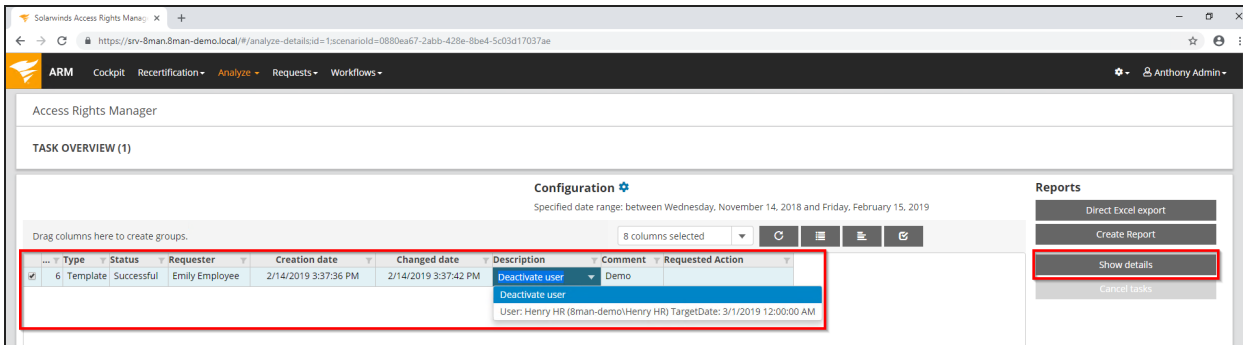 Solarwinds Access Rights Manag
https://srv-8man.8man-demo.local/#/analyze-details;id=1;scenarioId=0880ea67-2abb-428e-8be4-5c03d17037ae
ARM Cockpit Recertification Analyze Requests Workflows Anthony Admin
Access Rights Manager
TASK OVERVIEW (1)
Configuration
Specified date range: between Wednesday, November 14, 2018 and Friday, February 15, 2019
Reports
Direct Excel export
Create Report
Show details
Cancel tasks
Drag columns here to create groups.
8 columns selected
... Type Status Requester Creation date Changed date Description Comment Requested Action
6 Template Successful Emily Employee 2/14/2019 3:37:36 PM 2/14/2019 3:37:42 PM Deactivate user Demo
Deactivate user
User: Henry HR (8man-demo\Henry HR) TargetDate: 3/1/2019 12:00:00 AM